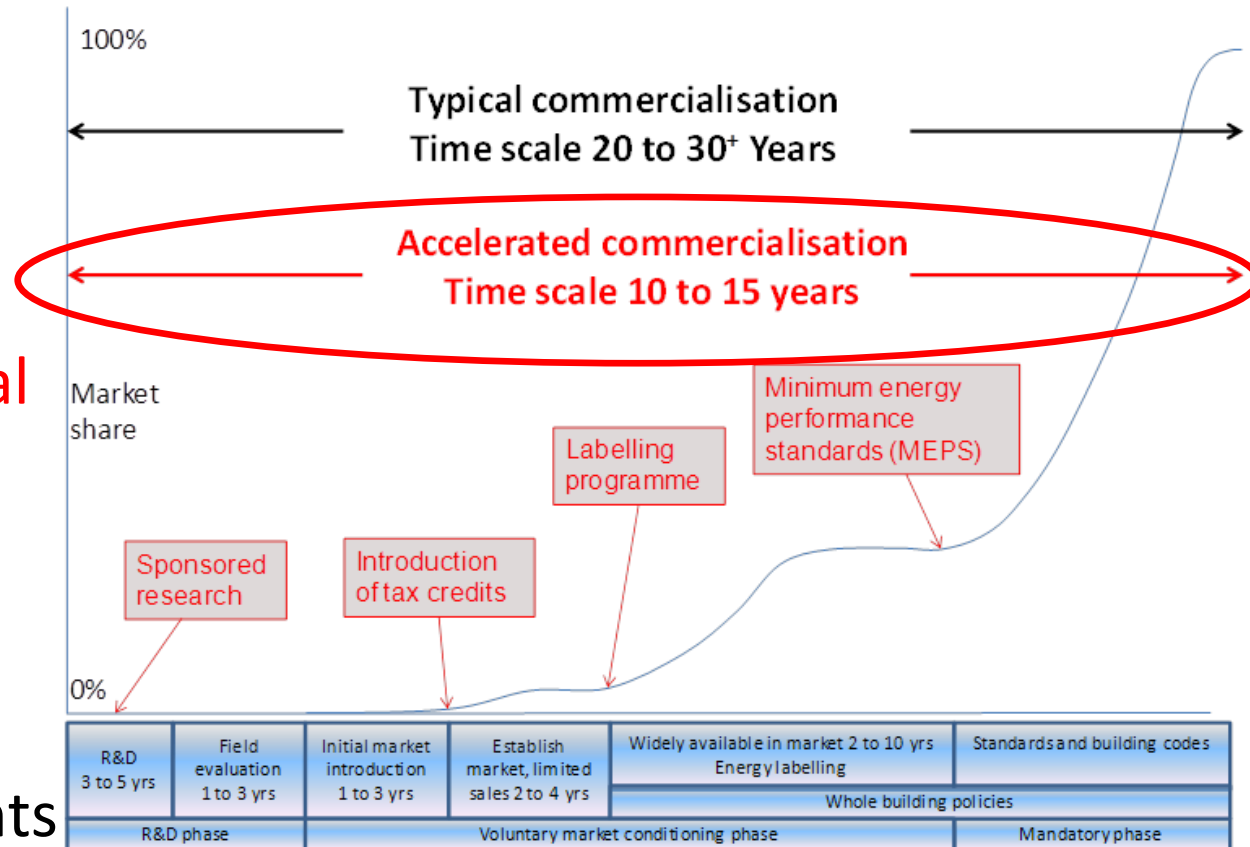 100%
Typical commercialisation
Time scale 20 to 30+ Years
Accelerated commercialisation
Time scale 10 to 15 years
al
Market
share
Minimum energy
performance
standards (MEPS)
Labelling
programme
Sponsored
research
Introduction
of tax credits
0%
R&D
3 to 5 yrs
Field
evaluation
1 to 3 yrs
Initial market
introduction
1 to 3 yrs
Establish
market, limited
sales 2 to 4 yrs
Widely available in market 2 to 10 yrs
Energy labelling
Standards and building codes
Whole building policies
nts
R&D phase
Voluntary market conditioning phase
Mandatory phase